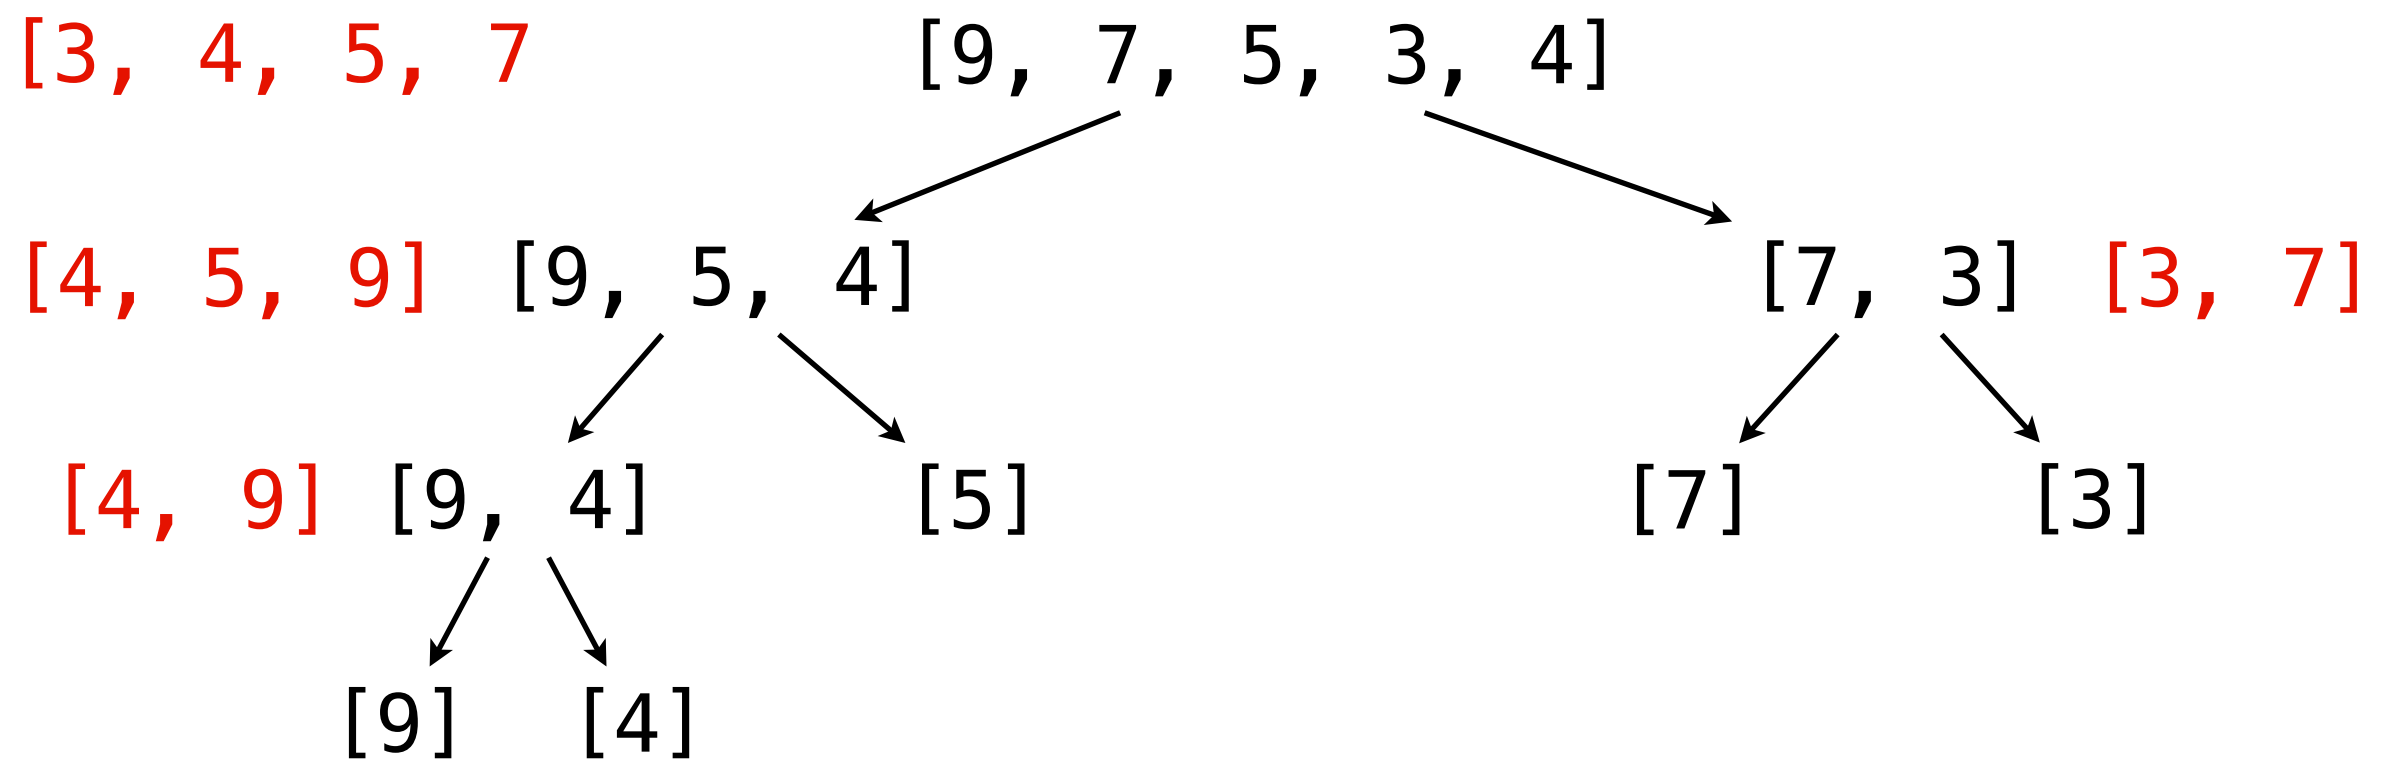 [3, 4, 5, 7 [9, 7, 5, 3, 4]
[4, 5, 9] [9, 5, 4] [7, 3] [3, 7]
[4, 9] [9, 4] [5] [7] [3]
[9] [4]